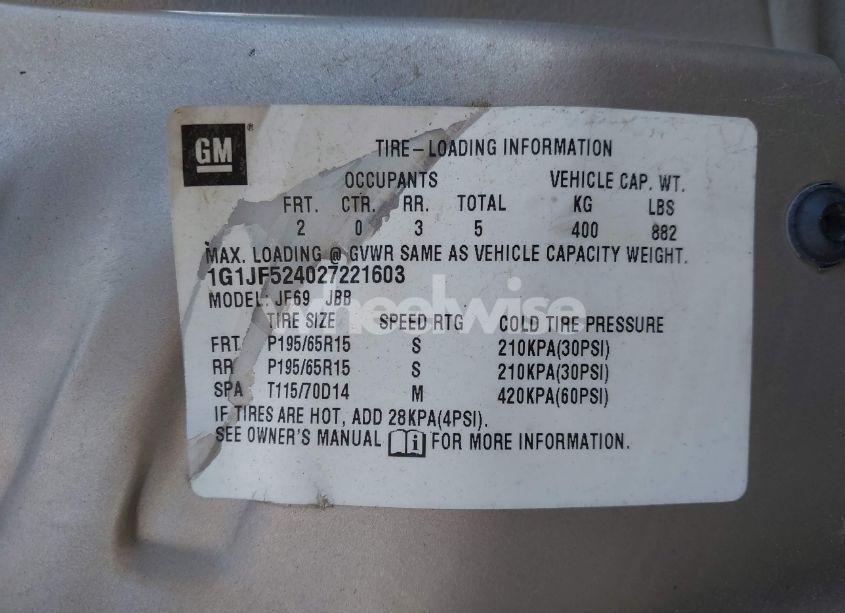 GM
TIRE-LOADING INFORMATION
OCCUPANTS VEHICLE CAP. WT.
FRT. CTR. RR. TOTAL KG LBS
2 0 3 5 400 882
MAX. LOADING @ GVWR SAME AS VEHICLE CAPACITY WEIGHT.
1G1JF524027221603
MODEL: JF69 JBB
wheelwise
TIRE SIZE SPEED RTG COLD TIRE PRESSURE
FRT P195/65R15 S 210KPA(30PSI)
RR P195/65R15 S 210KPA(30PSI)
SPA T115/70D14 M 420KPA(60PSI)
IF TIRES ARE HOT, ADD 28KPA(4PSI).
SEE OWNER'S MANUAL i FOR MORE INFORMATION.